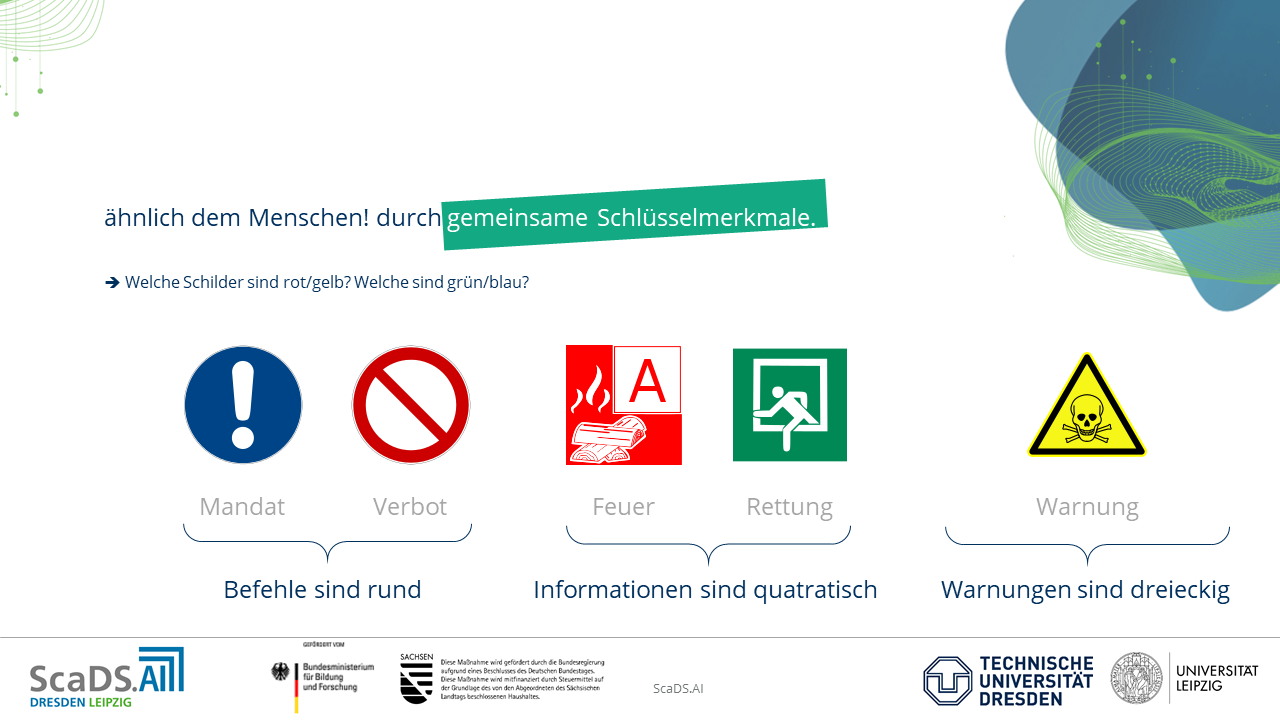 ähnlich dem Menschen! durch gemeinsame Schlüsselmerkmale.
➔ Welche Schilder sind rot/gelb? Welche sind grün/blau?
A
Mandat
Verbot
Feuer
Rettung
Warnung
Befehle sind rund
Informationen sind quatratisch
Warnungen sind dreieckig
ScaDS.AI
DRESDEN LEIPZIG
GEFÖRDERT VOM
Bundesministerium
für Bildung
und Forschung
SACHSEN
Diese Maßnahme wird gefördert durch die Bundesregierung
aufgrund eines Beschlusses des Deutschen Bundestages.
Diese Maßnahme wird mitfinanziert durch Steuermittel auf
der Grundlage des von den Abgeordneten des Sächsischen
Landtags beschlossenen Haushaltes.
ScaDS.AI
TECHNISCHE
UNIVERSITÄT
DRESDEN
UNIVERSITÄT
LEIPZIG